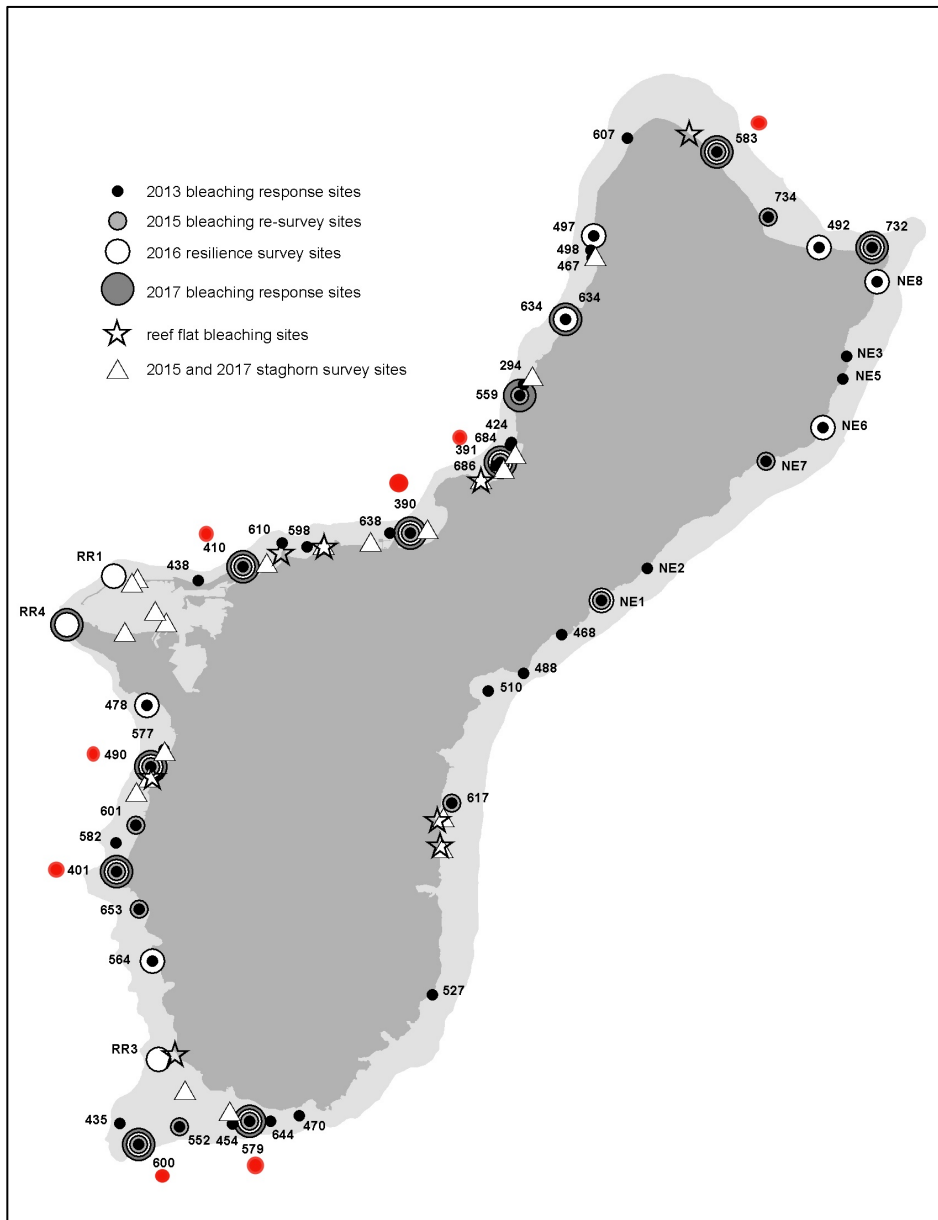 607
583
2013 bleaching response sites
734
2015 bleaching re-survey sites
497
492
732
498
2016 resilience survey sites
467
NE8
2017 bleaching response sites
634
634
reef flat bleaching sites
NE3
294
2015 and 2017 staghorn survey sites
NE5
559
424
NE6
684
391
NE7
686
390
638
610
598
410
RR1
438
NE2
RR4
NE1
468
488
510
478
577
490
617
601
582
401
653
564
527
RR3
435
470
552
454
644
579
600